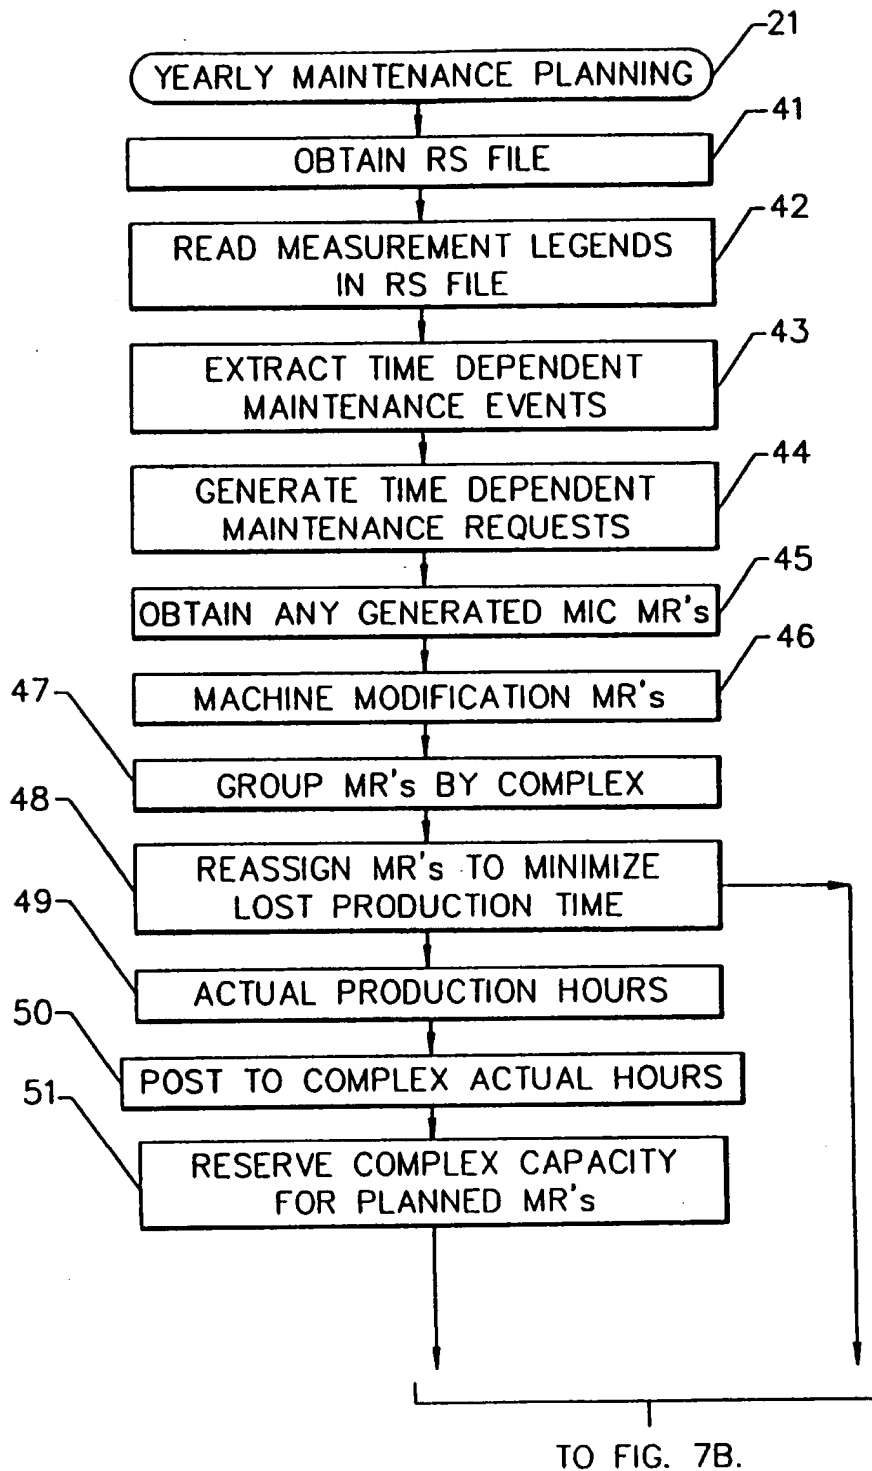 21
YEARLY MAINTENANCE PLANNING
41
OBTAIN RS FILE
42
READ MEASUREMENT LEGENDS
IN RS FILE
43
EXTRACT TIME DEPENDENT
MAINTENANCE EVENTS
44
GENERATE TIME DEPENDENT
MAINTENANCE REQUESTS
45
OBTAIN ANY GENERATED MIC MR's
46
MACHINE MODIFICATION MR's
47
GROUP MR's BY COMPLEX
48
REASSIGN MR's TO MINIMIZE
LOST PRODUCTION TIME
49
ACTUAL PRODUCTION HOURS
50
POST TO COMPLEX ACTUAL HOURS
51
RESERVE COMPLEX CAPACITY
FOR PLANNED MR's
TO FIG. 7B.